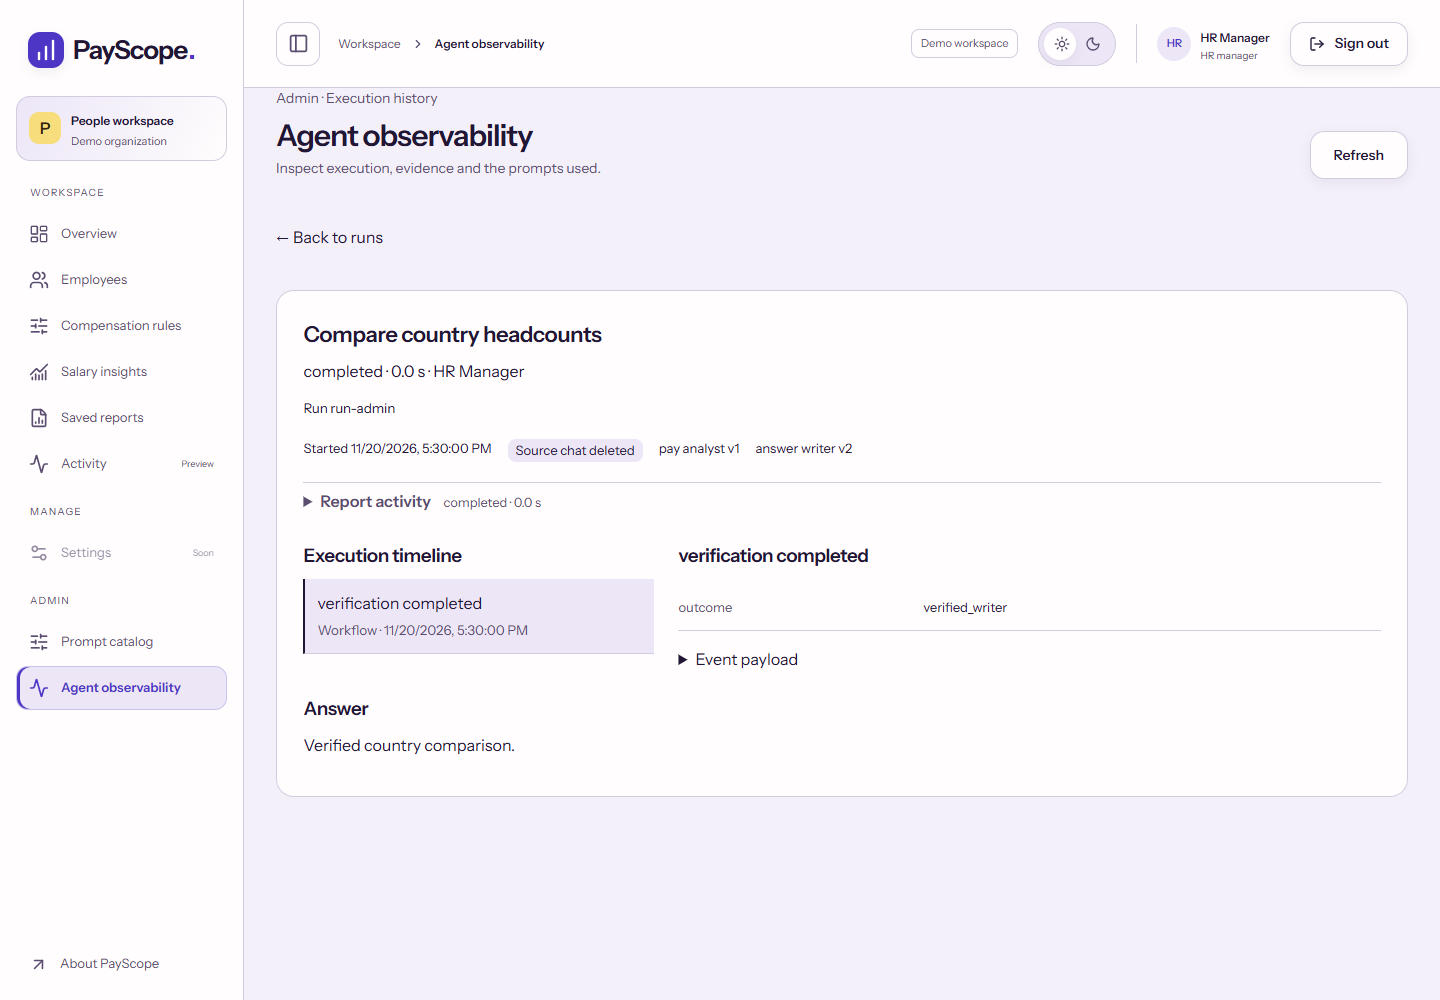 PayScope.
P
People workspace
Demo organization
WORKSPACE
Overview
Employees
Compensation rules
Salary insights
Saved reports
Activity
Preview
MANAGE
Settings
Soon
ADMIN
Prompt catalog
Agent observability
About PayScope
Workspace
Agent observability
Demo workspace
HR
HR Manager
HR manager
Sign out
Admin · Execution history
Agent observability
Inspect execution, evidence and the prompts used.
Refresh
← Back to runs
Compare country headcounts
completed · 0.0 s · HR Manager
Run run-admin
Started 11/20/2026, 5:30:00 PM
Source chat deleted
pay analyst v1
answer writer v2
Report activity
completed · 0.0 s
Execution timeline
verification completed
Workflow · 11/20/2026, 5:30:00 PM
verification completed
outcome
verified_writer
Event payload
Answer
Verified country comparison.